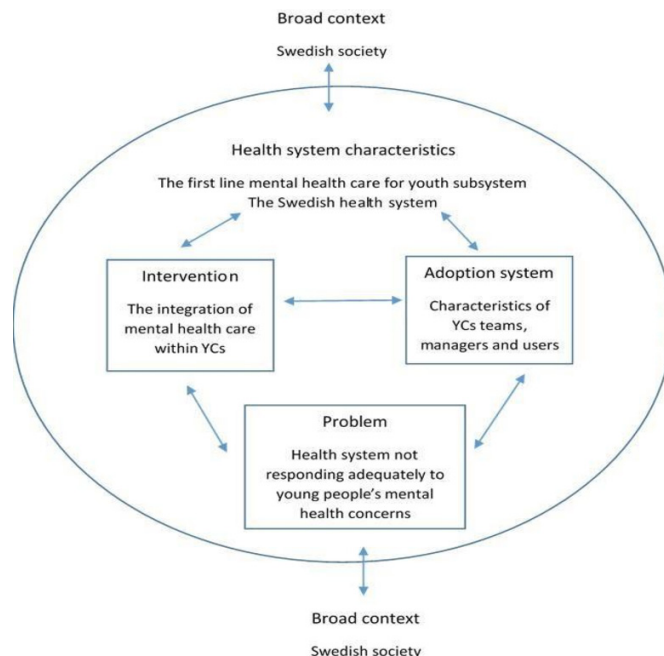 Broad context
Swedish society
Health system characteristics
The first line mental health care for youth subsystem
The Swedish health system
Intervention
The integration of
mental health care
within YCs
Adoption system
Characteristics of
YCs teams,
managers and users
Problem
Health system not
responding adequately to
young people's mental
health concerns
Broad context
Swedish society